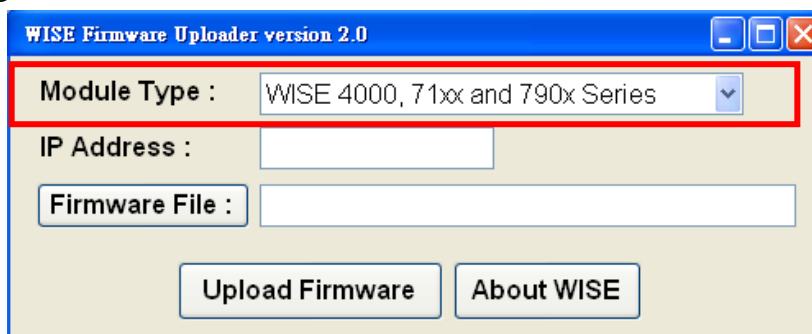 WISE Firmware Uploader version 2.0
Module Type : WISE 4000, 71xx and 790x Series
IP Address :
Firmware File :
Upload Firmware About WISE